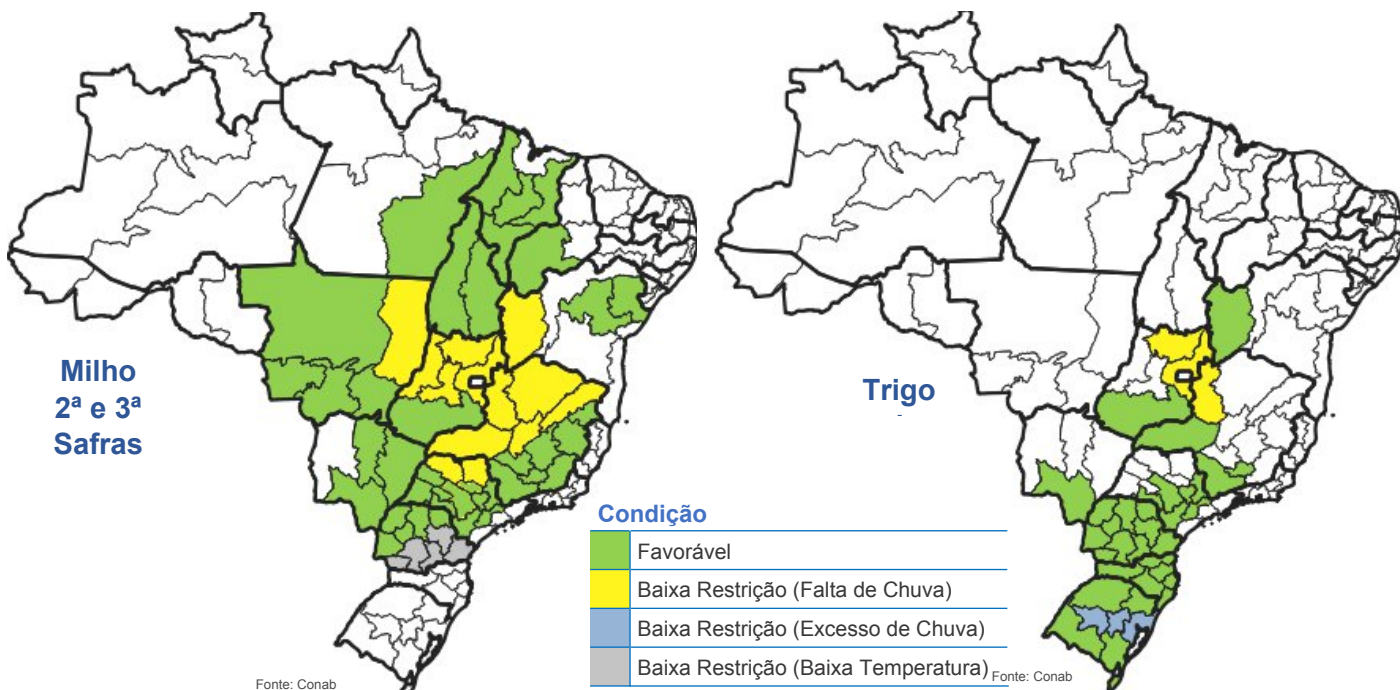 Milho
2ª e 3ª
Safras
Trigo
Condição
Favorável
Baixa Restrição (Falta de Chuva)
Baixa Restrição (Excesso de Chuva)
Baixa Restrição (Baixa Temperatura)
Fonte: Conab
Fonte: Conab